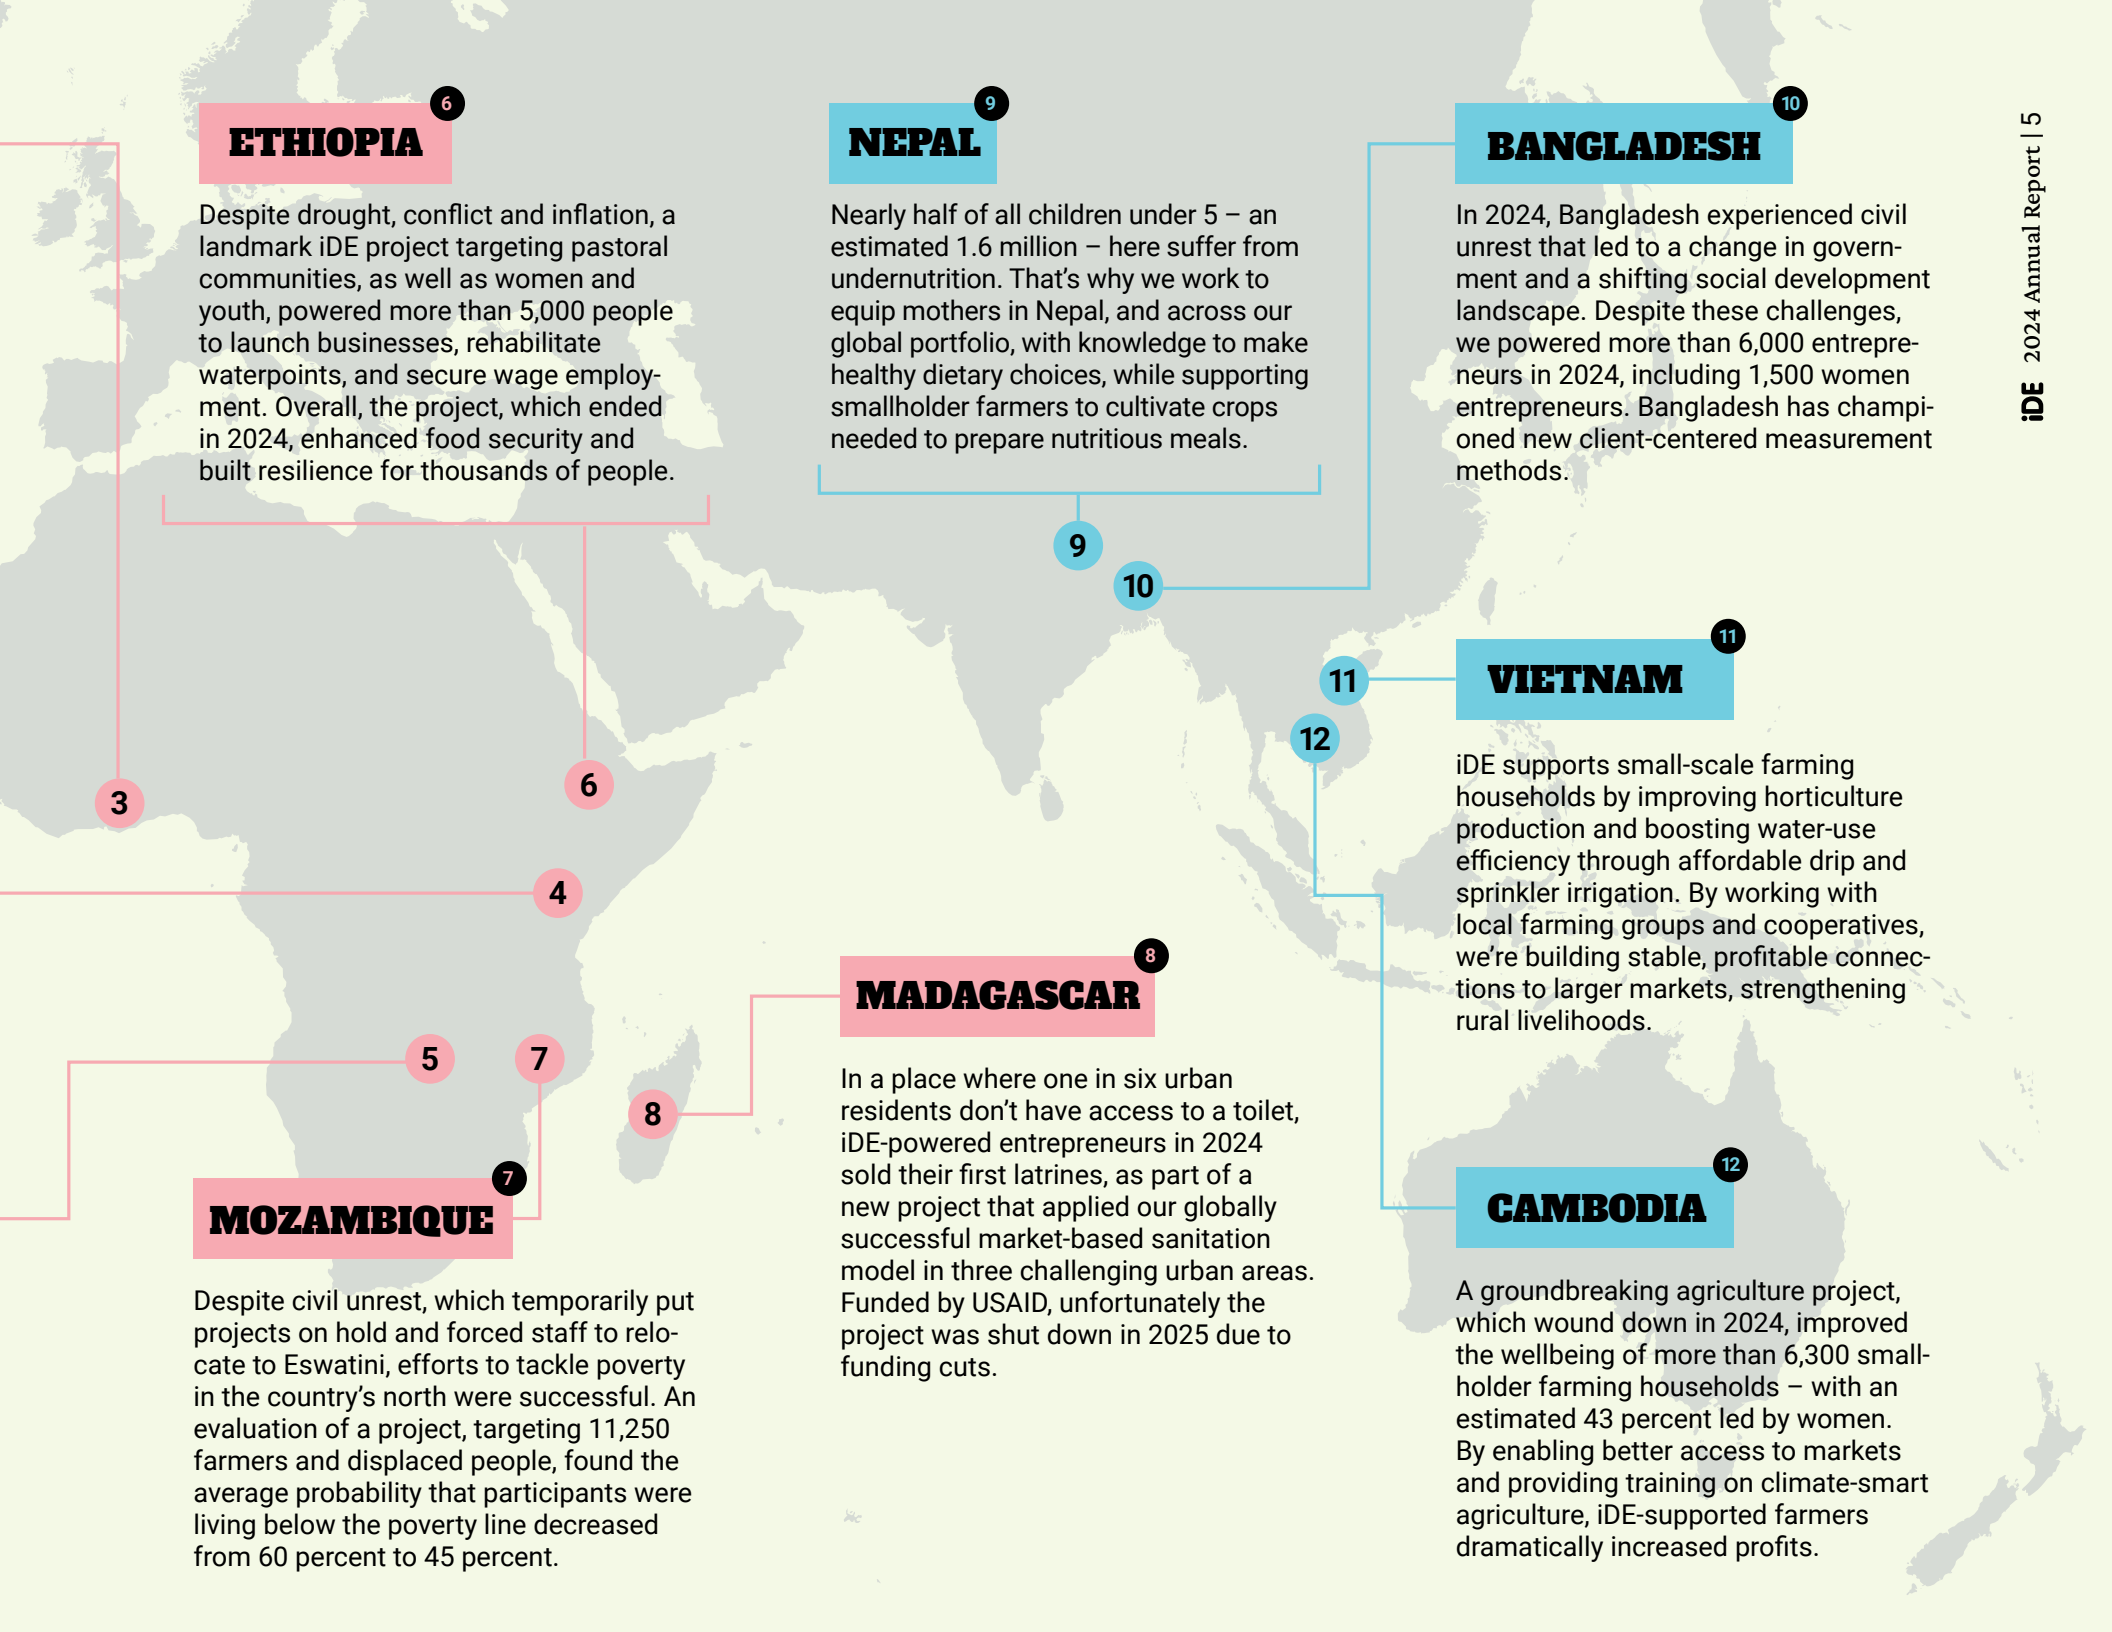 6
ETHIOPIA
Despite drought, conflict and inflation, a
landmark iDE project targeting pastoral
communities, as well as women and
youth, powered more than 5,000 people
to launch businesses, rehabilitate
waterpoints, and secure wage employ-
ment. Overall, the project, which ended
in 2024, enhanced food security and
built resilience for thousands of people.
9
NEPAL
Nearly half of all children under 5 – an
estimated 1.6 million – here suffer from
undernutrition. That’s why we work to
equip mothers in Nepal, and across our
global portfolio, with knowledge to make
healthy dietary choices, while supporting
smallholder farmers to cultivate crops
needed to prepare nutritious meals.
10
BANGLADESH
In 2024, Bangladesh experienced civil
unrest that led to a change in govern-
ment and a shifting social development
landscape. Despite these challenges,
we powered more than 6,000 entrepre-
neurs in 2024, including 1,500 women
entrepreneurs. Bangladesh has champi-
oned new client-centered measurement
methods.
iDE 2024 Annual Report | 5
9
10
11
12
3
6
4
5
7
8
11
VIETNAM
iDE supports small-scale farming
households by improving horticulture
production and boosting water-use
efficiency through affordable drip and
sprinkler irrigation. By working with
local farming groups and cooperatives,
we’re building stable, profitable connec-
tions to larger markets, strengthening
rural livelihoods.
7
MOZAMBIQUE
Despite civil unrest, which temporarily put
projects on hold and forced staff to relo-
cate to Eswatini, efforts to tackle poverty
in the country’s north were successful. An
evaluation of a project, targeting 11,250
farmers and displaced people, found the
average probability that participants were
living below the poverty line decreased
from 60 percent to 45 percent.
8
MADAGASCAR
In a place where one in six urban
residents don’t have access to a toilet,
iDE-powered entrepreneurs in 2024
sold their first latrines, as part of a
new project that applied our globally
successful market-based sanitation
model in three challenging urban areas.
Funded by USAID, unfortunately the
project was shut down in 2025 due to
funding cuts.
12
CAMBODIA
A groundbreaking agriculture project,
which wound down in 2024, improved
the wellbeing of more than 6,300 small-
holder farming households – with an
estimated 43 percent led by women.
By enabling better access to markets
and providing training on climate-smart
agriculture, iDE-supported farmers
dramatically increased profits.